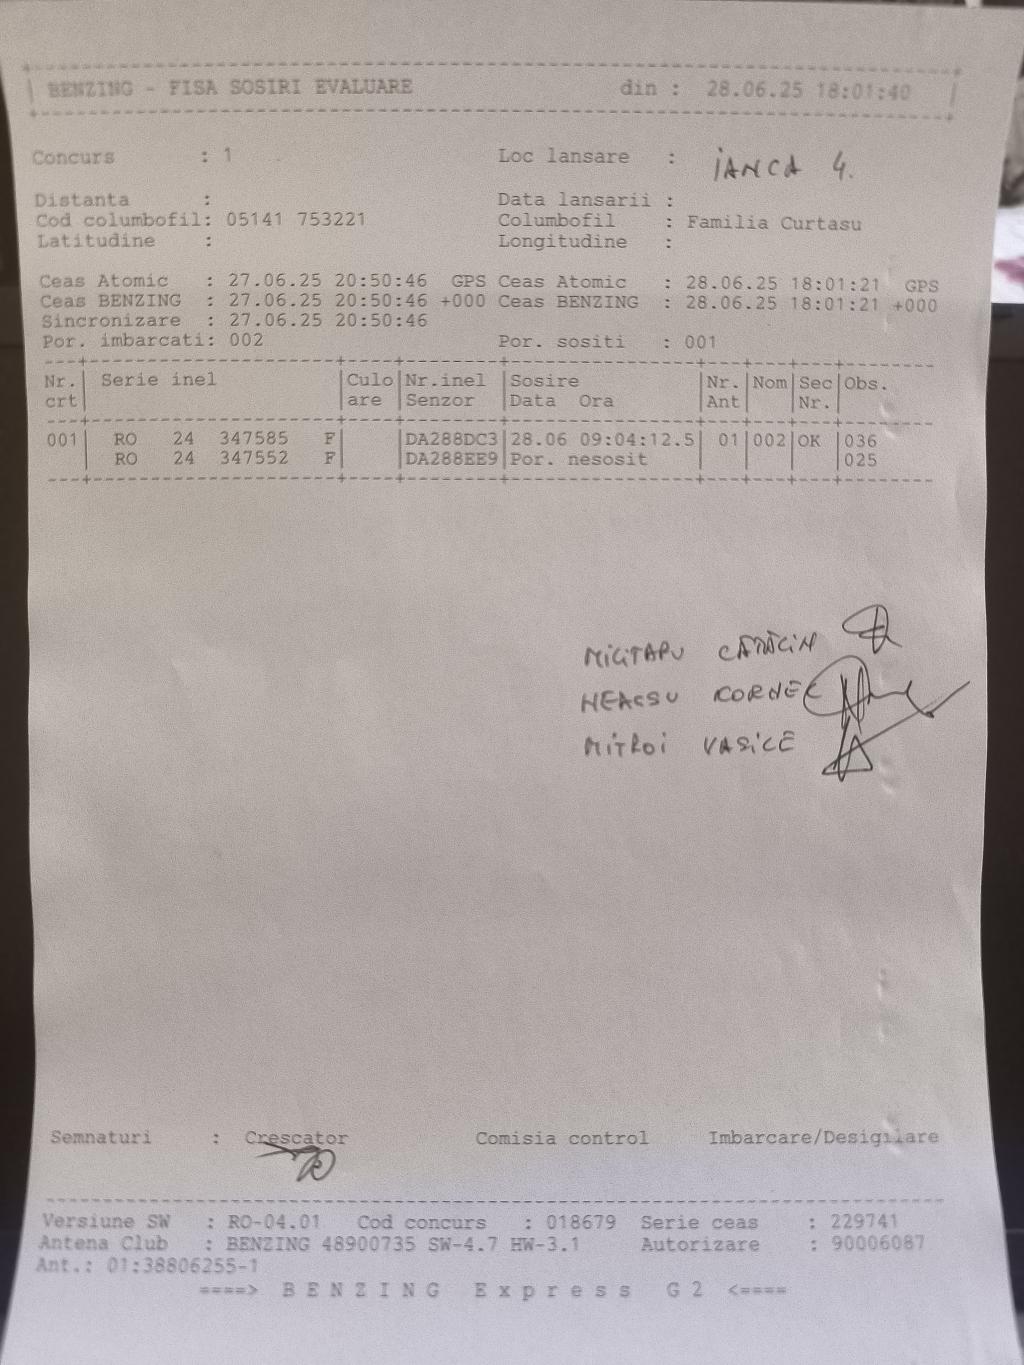 BENZING - FISA SOSIRI EVALUARE din : 28.06.25 18:01:40
Concurs : 1 Loc lansare : IANCA 4.
Distanta : Data lansarii :
Cod columbofil: 05141 753221 Columbofil : Familia Curtasu
Latitudine : Longitudine :
Ceas Atomic : 27.06.25 20:50:46 GPS Ceas Atomic : 28.06.25 18:01:21 GPS
Ceas BENZING : 27.06.25 20:50:46 +000 Ceas BENZING : 28.06.25 18:01:21 +000
Sincronizare : 27.06.25 20:50:46
Por. imbarcati: 002 Por. sositi : 001
Nr.| Serie inel |Culo|Nr.inel |Sosire |Nr.|Nom|Sec|Obs.
crt| |are |Senzor |Data Ora |Ant| |Nr.|
001| RO 24 347585 F| |DA288DC3|28.06 09:04:12.5| 01|002|OK |036
| RO 24 347552 F| |DA288EE9|Por. nesosit | | | |025
MILITARU CĂTĂLIN
NEACSU CORNEL
MITROI VASILE
Semnaturi : Crescator Comisia control Imbarcare/Desigilare
Versiune SW : RO-04.01 Cod concurs : 018679 Serie ceas : 229741
Antena Club : BENZING 48900735 SW-4.7 HW-3.1 Autorizare : 90006087
Ant.: 01:38806255-1
====> B E N Z I N G E x p r e s s G 2 <====